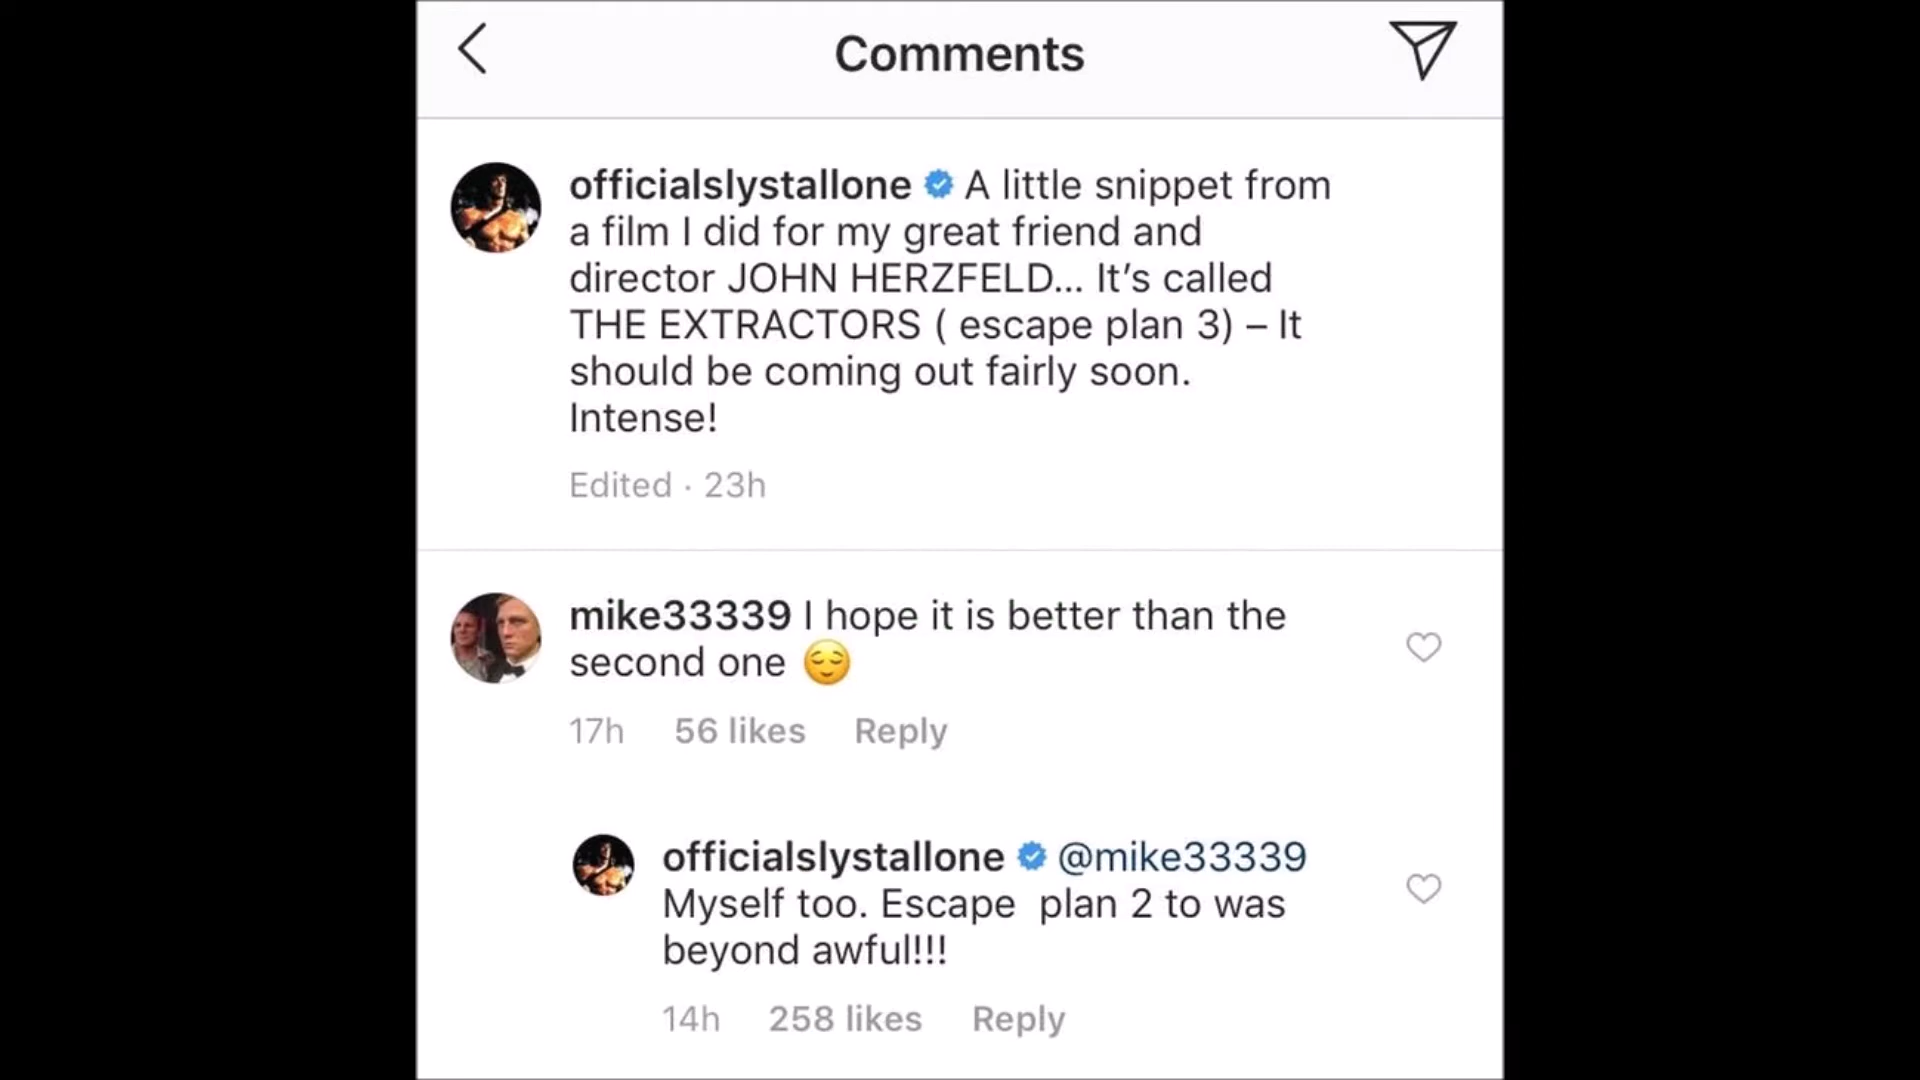 Comments
officialslystallone A little snippet from
a film I did for my great friend and
director JOHN HERZFELD... It’s called
THE EXTRACTORS ( escape plan 3) – It
should be coming out fairly soon.
Intense!
Edited · 23h
mike33339 I hope it is better than the
second one 😌
17h 56 likes Reply
officialslystallone @mike33339
Myself too. Escape  plan 2 to was
beyond awful!!!
14h 258 likes Reply